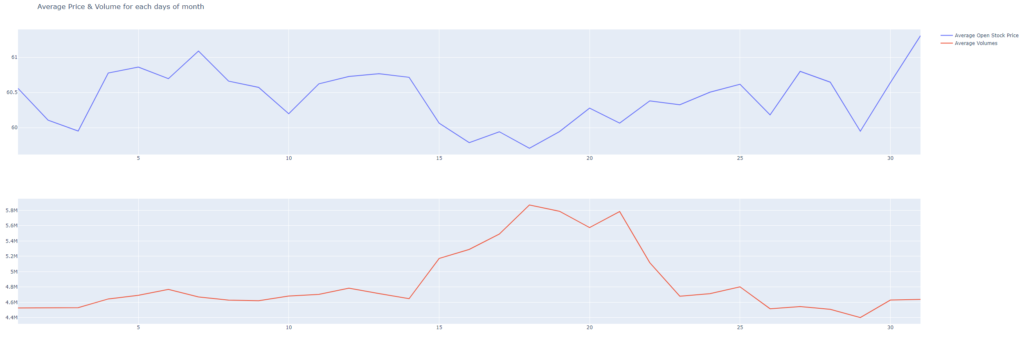 Average Price & Volume for each days of month
Average Open Stock Price
Average Volumes
61
60.5
60
5 10 15 20 25 30
5.8M
5.6M
5.4M
5.2M
5M
4.8M
4.6M
4.4M
5 10 15 20 25 30